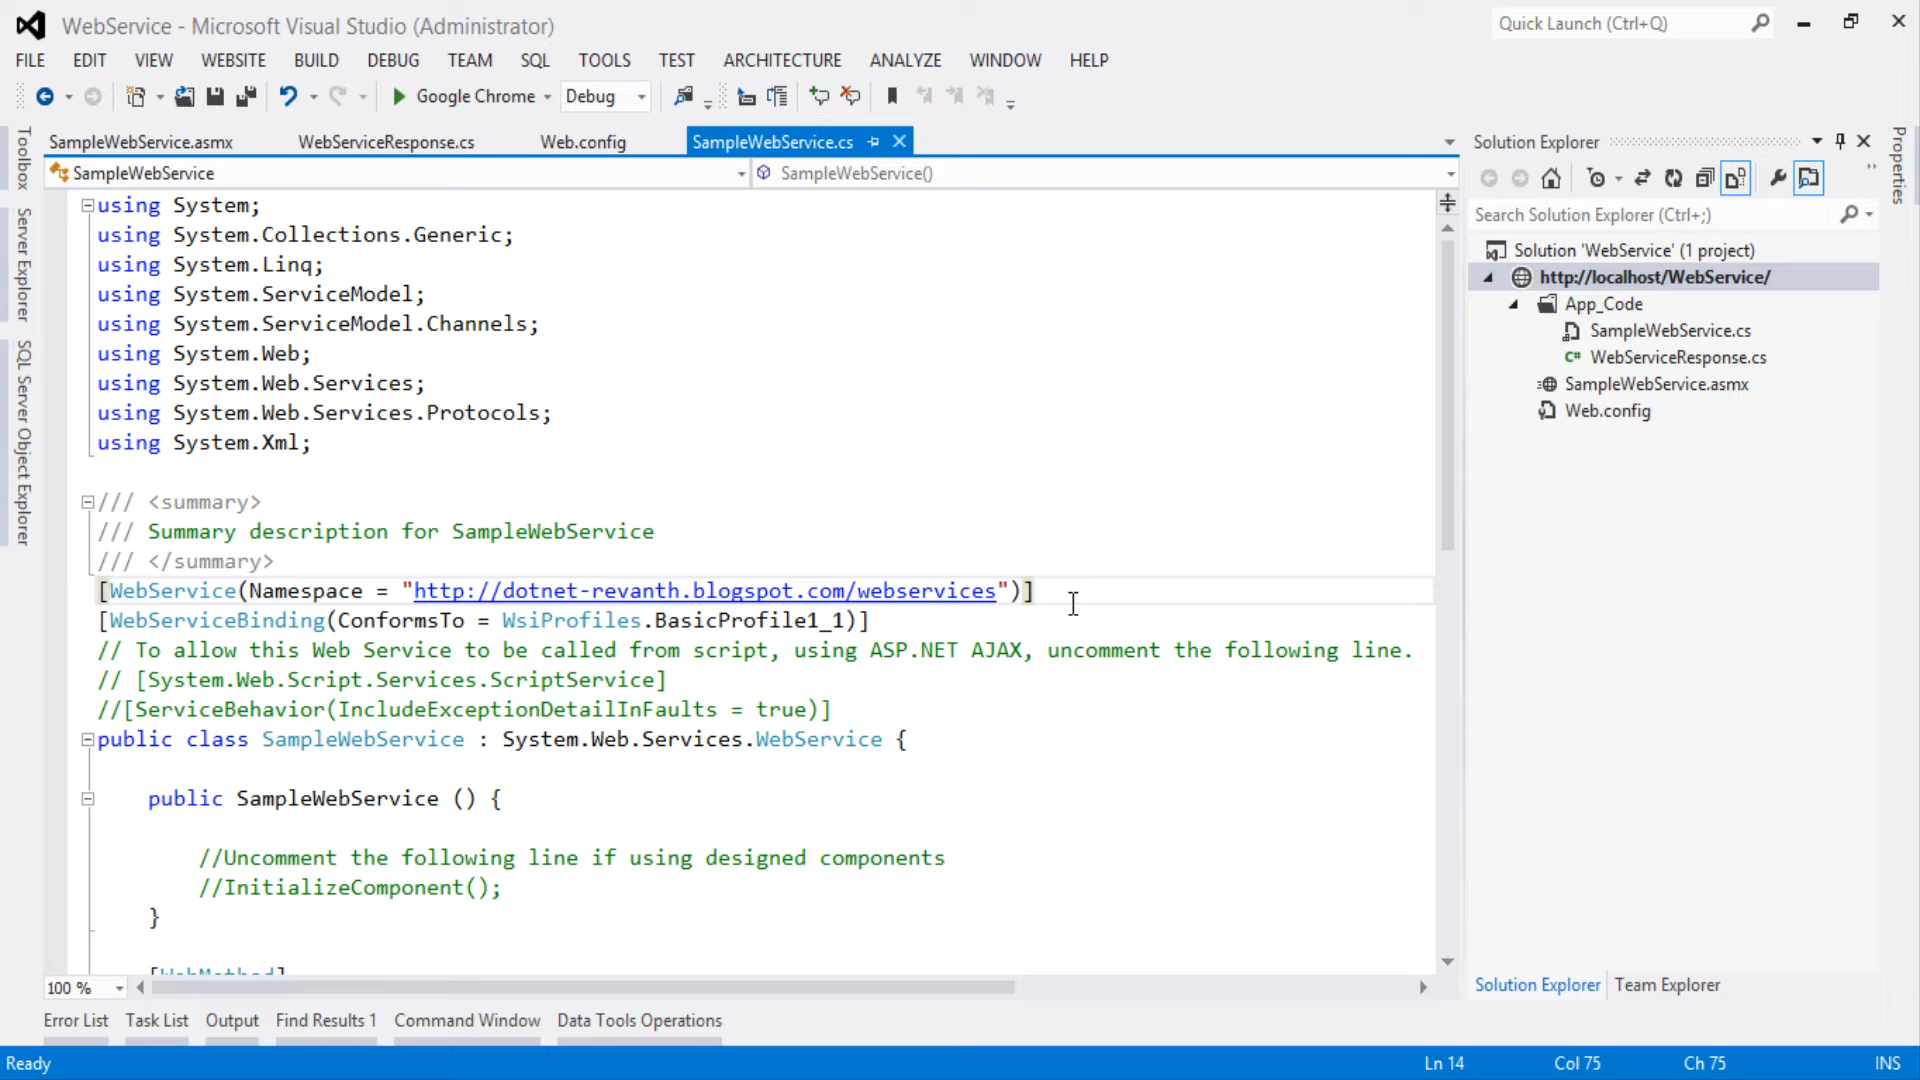 WebService - Microsoft Visual Studio (Administrator)
Quick Launch (Ctrl+Q)
FILE EDIT VIEW WEBSITE BUILD DEBUG TEAM SQL TOOLS TEST ARCHITECTURE ANALYZE WINDOW HELP
Google Chrome Debug
SampleWebService.asmx WebServiceResponse.cs Web.config SampleWebService.cs
SampleWebService SampleWebService()
Toolbox
Server Explorer
SQL Server Object Explorer
using System;
using System.Collections.Generic;
using System.Linq;
using System.ServiceModel;
using System.ServiceModel.Channels;
using System.Web;
using System.Web.Services;
using System.Web.Services.Protocols;
using System.Xml;
/// <summary>
/// Summary description for SampleWebService
/// </summary>
[WebService(Namespace = "http://dotnet-revanth.blogspot.com/webservices")]
[WebServiceBinding(ConformsTo = WsiProfiles.BasicProfile1_1)]
// To allow this Web Service to be called from script, using ASP.NET AJAX, uncomment the following line.
// [System.Web.Script.Services.ScriptService]
//[ServiceBehavior(IncludeExceptionDetailInFaults = true)]
public class SampleWebService : System.Web.Services.WebService {
public SampleWebService () {
//Uncomment the following line if using designed components
//InitializeComponent();
}
[WebMethod]
100 %
Solution Explorer
Search Solution Explorer (Ctrl+;)
Solution 'WebService' (1 project)
http://localhost/WebService/
App_Code
SampleWebService.cs
C# WebServiceResponse.cs
SampleWebService.asmx
Web.config
Solution Explorer Team Explorer
Properties
Error List Task List Output Find Results 1 Command Window Data Tools Operations
Ready Ln 14 Col 75 Ch 75 INS